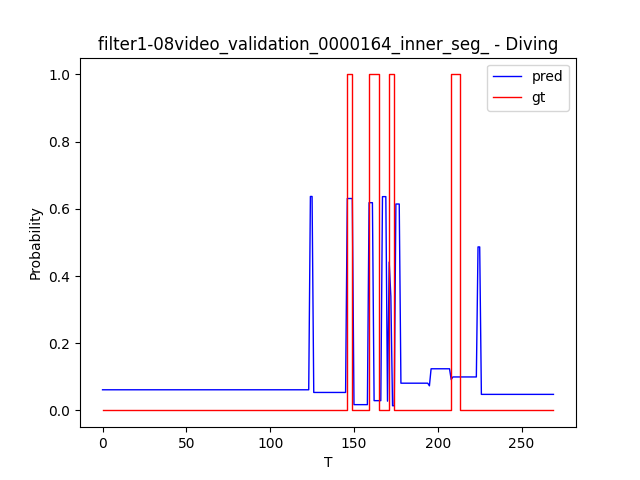 filter1-08video_validation_0000164_inner_seg_ - Diving
pred
gt
1.0
0.8
0.6
0.4
0.2
0.0
Probability
0
50
100
150
200
250
T